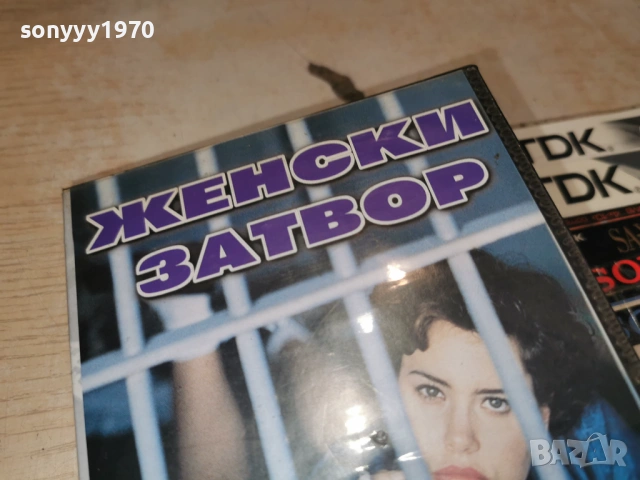 sonyyy1970
ЖЕНСКИ
ЗАТВОР
TDK
TDK
BAZAR